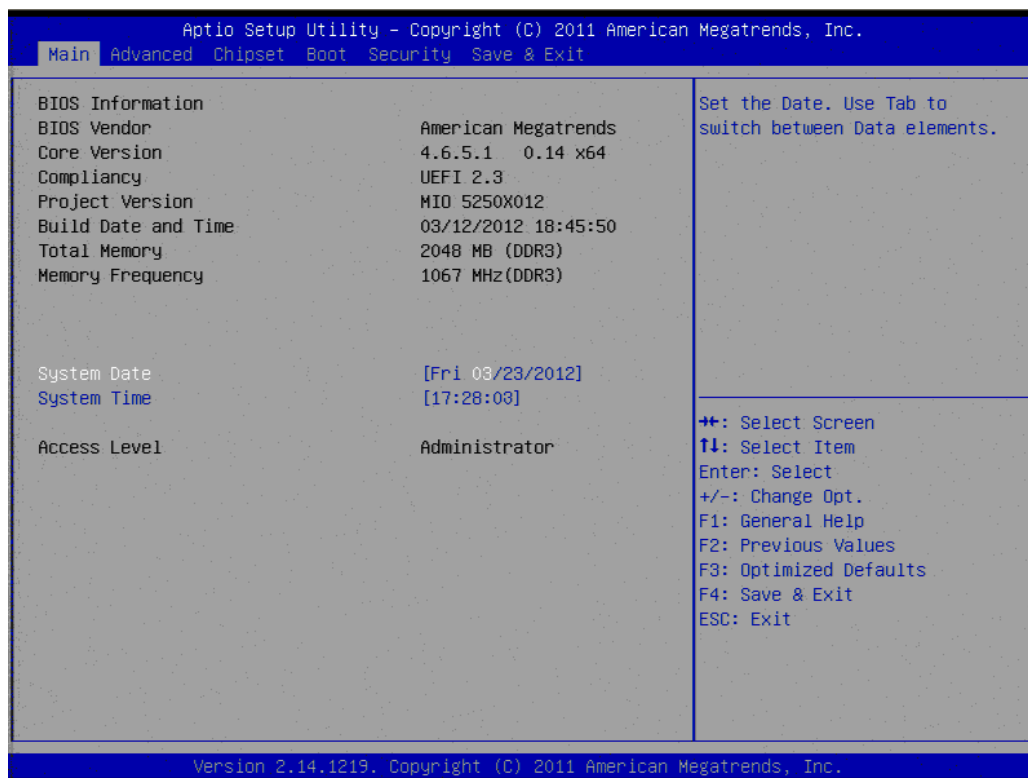 Aptio Setup Utility – Copyright (C) 2011 American Megatrends, Inc.
Main Advanced Chipset Boot Security Save & Exit
BIOS Information
BIOS Vendor American Megatrends
Core Version 4.6.5.1 0.14 x64
Compliancy UEFI 2.3
Project Version MIO 5250X012
Build Date and Time 03/12/2012 18:45:50
Total Memory 2048 MB (DDR3)
Memory Frequency 1067 MHz(DDR3)
System Date [Fri 03/23/2012]
System Time [17:28:03]
Access Level Administrator
Set the Date. Use Tab to
switch between Data elements.
→←: Select Screen
↑↓: Select Item
Enter: Select
+/-: Change Opt.
F1: General Help
F2: Previous Values
F3: Optimized Defaults
F4: Save & Exit
ESC: Exit
Version 2.14.1219. Copyright (C) 2011 American Megatrends, Inc.